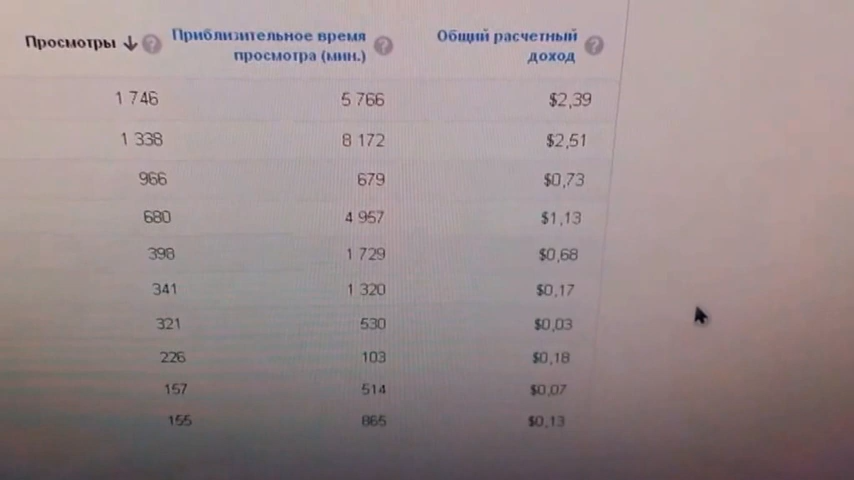 Просмотры ? Приблизительное время просмотра (мин.) ? Общий расчетный доход ?
1 746 5 766 $2,39
1 338 8 172 $2,51
966 679 $0,73
680 4 957 $1,13
398 1 729 $0,68
341 1 320 $0,17
321 530 $0,03
226 103 $0,18
157 514 $0,07
155 865 $0,13